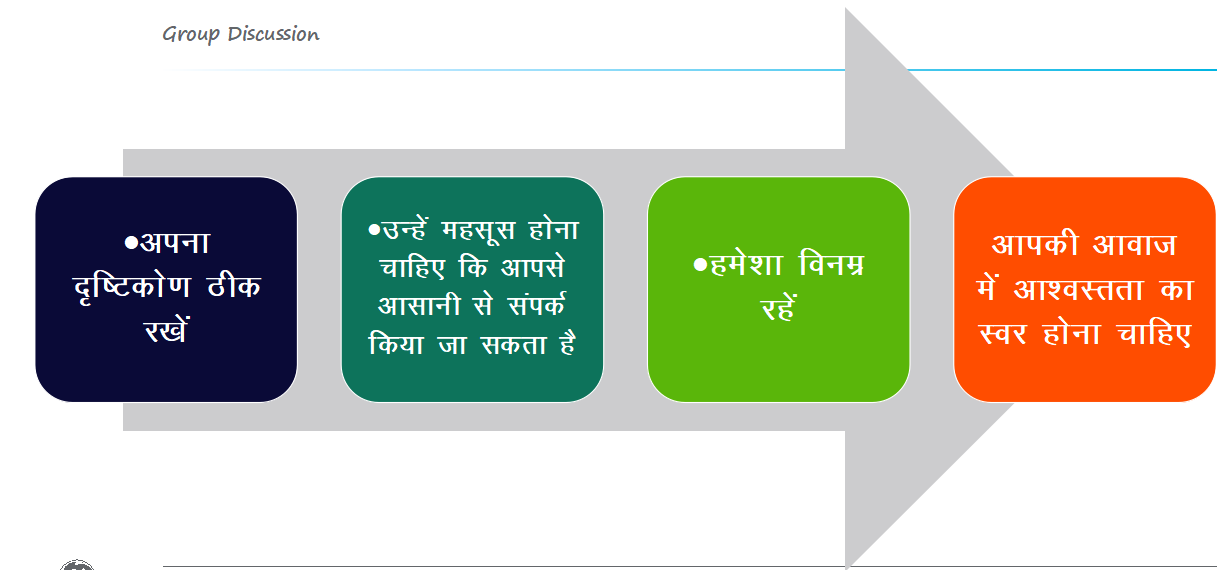 Group Discussion
•अपना
दृष्टिकोण ठीक
रखें
•उन्हें महसूस होना
चाहिए कि आपसे
आसानी से संपर्क
किया जा सकता है
•हमेशा विनम्र
रहें
आपकी आवाज
में आश्वस्तता का
स्वर होना चाहिए